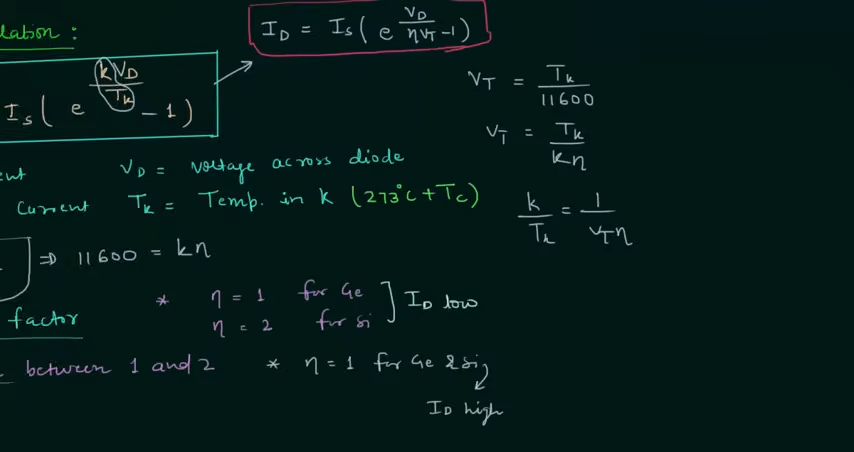 lation :
I_D = I_s ( e^(V_D / ηV_T) - 1 )
I_s ( e^(kV_D / T_k) - 1 )
V_T = T_k / 11600
V_T = T_k / kη
V_D = voltage across diode
current T_k = Temp. in k (273°C + T_C)
k / T_k = 1 / V_Tη
⇒ 11600 = kη
* η = 1 for Ge
η = 2 for Si ] I_D low
factor
between 1 and 2 * η = 1 for Ge & Si
I_D high